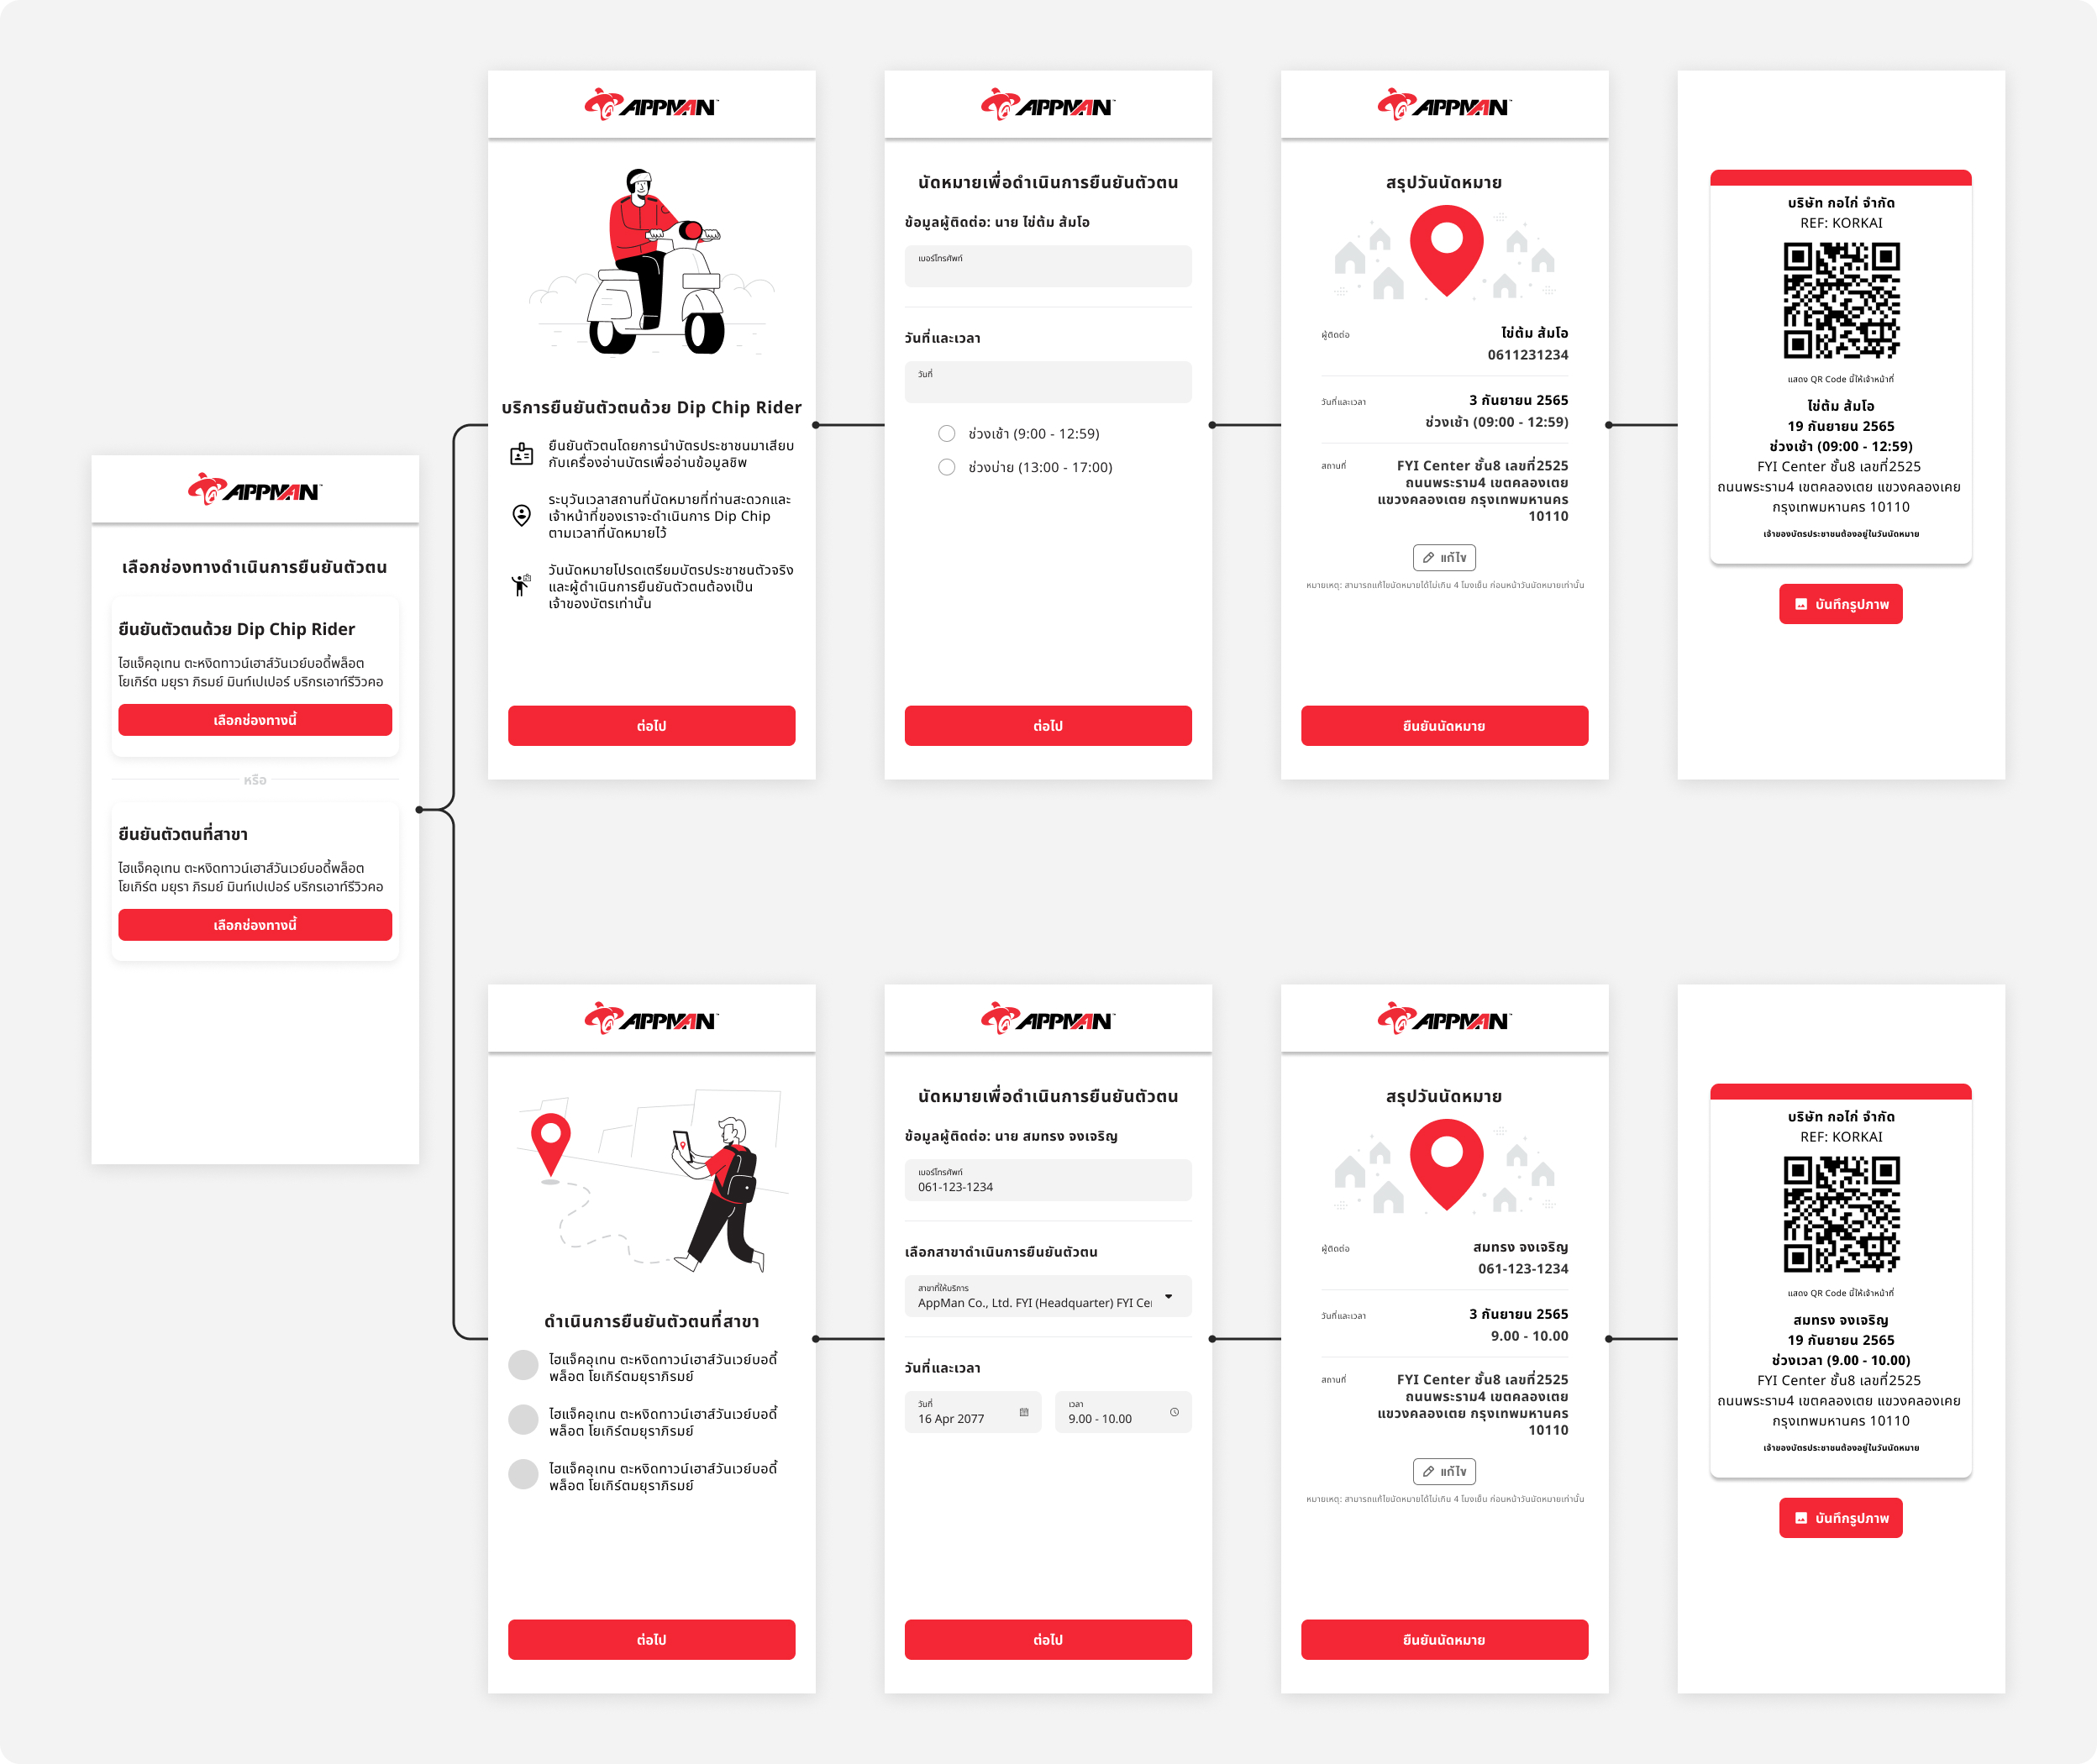 APPMAN
เลือกช่องทางดำเนินการยืนยันตัวตน
ยืนยันตัวตนด้วย Dip Chip Rider
ไฮแจ็คอุเทน ตะหงิดทาวน์เฮาส์วันเวย์บอดี้พล็อต
โยเกิร์ต มยุรา ภิรมย์ มินท์เปเปอร์ บริกรเอาท์รีวิวคอ
เลือกช่องทางนี้
หรือ
ยืนยันตัวตนที่สาขา
ไฮแจ็คอุเทน ตะหงิดทาวน์เฮาส์วันเวย์บอดี้พล็อต
โยเกิร์ต มยุรา ภิรมย์ มินท์เปเปอร์ บริกรเอาท์รีวิวคอ
เลือกช่องทางนี้
APPMAN
บริการยืนยันตัวตนด้วย Dip Chip Rider
ยืนยันตัวตนโดยการนำบัตรประชาชนมาเสียบ
กับเครื่องอ่านบัตรเพื่ออ่านข้อมูลชิพ
ระบุวันเวลาสถานที่นัดหมายที่ท่านสะดวกและ
เจ้าหน้าที่ของเราจะดำเนินการ Dip Chip
ตามเวลาที่นัดหมายไว้
วันนัดหมายโปรดเตรียมบัตรประชาชนตัวจริง
และผู้ดำเนินการยืนยันตัวตนต้องเป็น
เจ้าของบัตรเท่านั้น
ต่อไป
APPMAN
นัดหมายเพื่อดำเนินการยืนยันตัวตน
ข้อมูลผู้ติดต่อ: นาย ไข่ต้ม ส้มโอ
เบอร์โทรศัพท์
วันที่และเวลา
วันที่
ช่วงเช้า (9:00 - 12:59)
ช่วงบ่าย (13:00 - 17:00)
ต่อไป
APPMAN
สรุปวันนัดหมาย
ผู้ติดต่อ
ไข่ต้ม ส้มโอ
0611231234
วันที่และเวลา
3 กันยายน 2565
ช่วงเช้า (09:00 - 12:59)
สถานที่
FYI Center ชั้น8 เลขที่2525
ถนนพระราม4 เขตคลองเตย
แขวงคลองเตย กรุงเทพมหานคร
10110
แก้ไข
หมายเหตุ: สามารถแก้ไขนัดหมายได้ไม่เกิน 4 โมงเย็น ก่อนหน้าวันนัดหมายเท่านั้น
ยืนยันนัดหมาย
บริษัท กอไก่ จำกัด
REF: KORKAI
แสดง QR Code นี้ให้เจ้าหน้าที่
ไข่ต้ม ส้มโอ
19 กันยายน 2565
ช่วงเช้า (09:00 - 12:59)
FYI Center ชั้น8 เลขที่2525
ถนนพระราม4 เขตคลองเตย แขวงคลองเคย
กรุงเทพมหานคร 10110
เจ้าของบัตรประชาชนต้องอยู่ในวันนัดหมาย
บันทึกรูปภาพ
APPMAN
ดำเนินการยืนยันตัวตนที่สาขา
ไฮแจ็คอุเทน ตะหงิดทาวน์เฮาส์วันเวย์บอดี้
พล็อต โยเกิร์ตมยุราภิรมย์
ไฮแจ็คอุเทน ตะหงิดทาวน์เฮาส์วันเวย์บอดี้
พล็อต โยเกิร์ตมยุราภิรมย์
ไฮแจ็คอุเทน ตะหงิดทาวน์เฮาส์วันเวย์บอดี้
พล็อต โยเกิร์ตมยุราภิรมย์
ต่อไป
APPMAN
นัดหมายเพื่อดำเนินการยืนยันตัวตน
ข้อมูลผู้ติดต่อ: นาย สมทรง จงเจริญ
เบอร์โทรศัพท์
061-123-1234
เลือกสาขาดำเนินการยืนยันตัวตน
สาขาที่ให้บริการ
AppMan Co., Ltd. FYI (Headquarter) FYI Ce
วันที่และเวลา
วันที่
16 Apr 2077
เวลา
9.00 - 10.00
ต่อไป
APPMAN
สรุปวันนัดหมาย
ผู้ติดต่อ
สมทรง จงเจริญ
061-123-1234
วันที่และเวลา
3 กันยายน 2565
9.00 - 10.00
สถานที่
FYI Center ชั้น8 เลขที่2525
ถนนพระราม4 เขตคลองเตย
แขวงคลองเตย กรุงเทพมหานคร
10110
แก้ไข
หมายเหตุ: สามารถแก้ไขนัดหมายได้ไม่เกิน 4 โมงเย็น ก่อนหน้าวันนัดหมายเท่านั้น
ยืนยันนัดหมาย
บริษัท กอไก่ จำกัด
REF: KORKAI
แสดง QR Code นี้ให้เจ้าหน้าที่
สมทรง จงเจริญ
19 กันยายน 2565
ช่วงเวลา (9.00 - 10.00)
FYI Center ชั้น8 เลขที่2525
ถนนพระราม4 เขตคลองเตย แขวงคลองเคย
กรุงเทพมหานคร 10110
เจ้าของบัตรประชาชนต้องอยู่ในวันนัดหมาย
บันทึกรูปภาพ